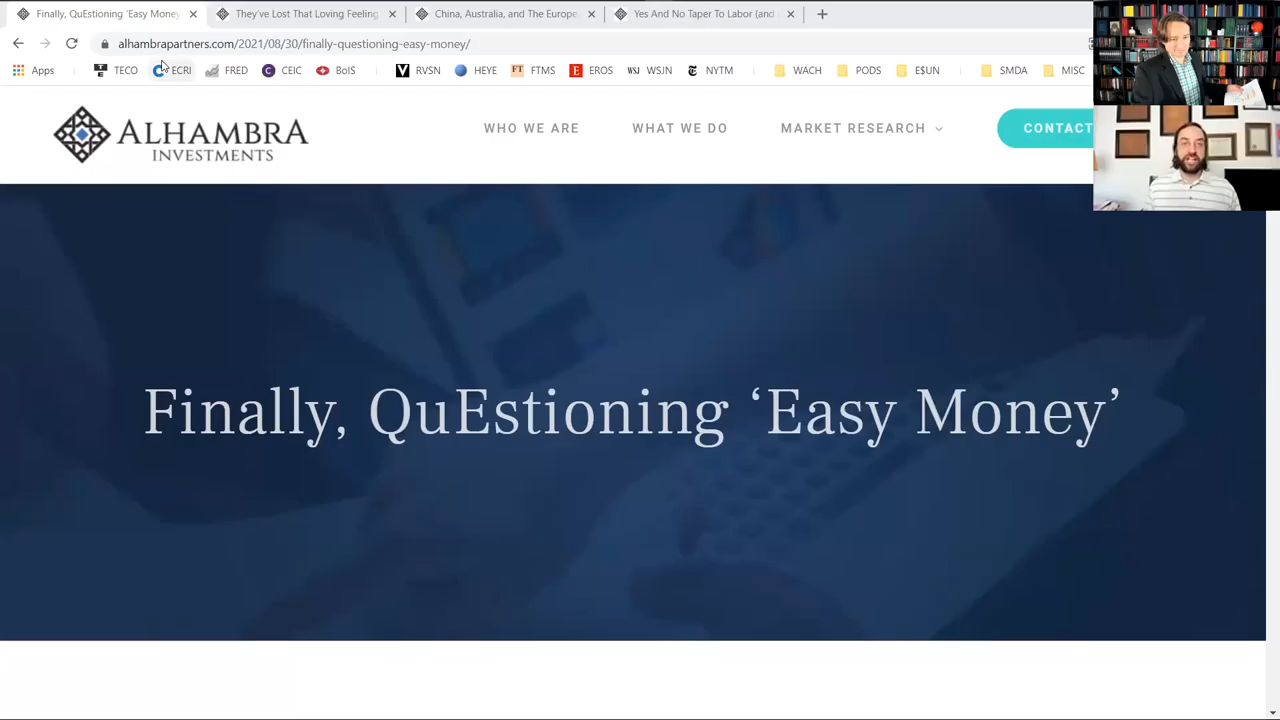 Finally, QuEstioning 'Easy Money'
They've Lost That Loving Feeling
China, Australia, and The Europe
Yes And No Taper To Labor (and
alhambrapartners.com/2021/08/30/finally-questioning-easy-money/
Apps TECO ECRI FRED CEIC BoIS RVSN HEYE FTNF EROS WSJ WSJN NYTM WACH PODS E$UN SMDA MISC
ALHAMBRA
INVESTMENTS
WHO WE ARE WHAT WE DO MARKET RESEARCH CONTACT
Finally, QuEstioning ‘Easy Money’